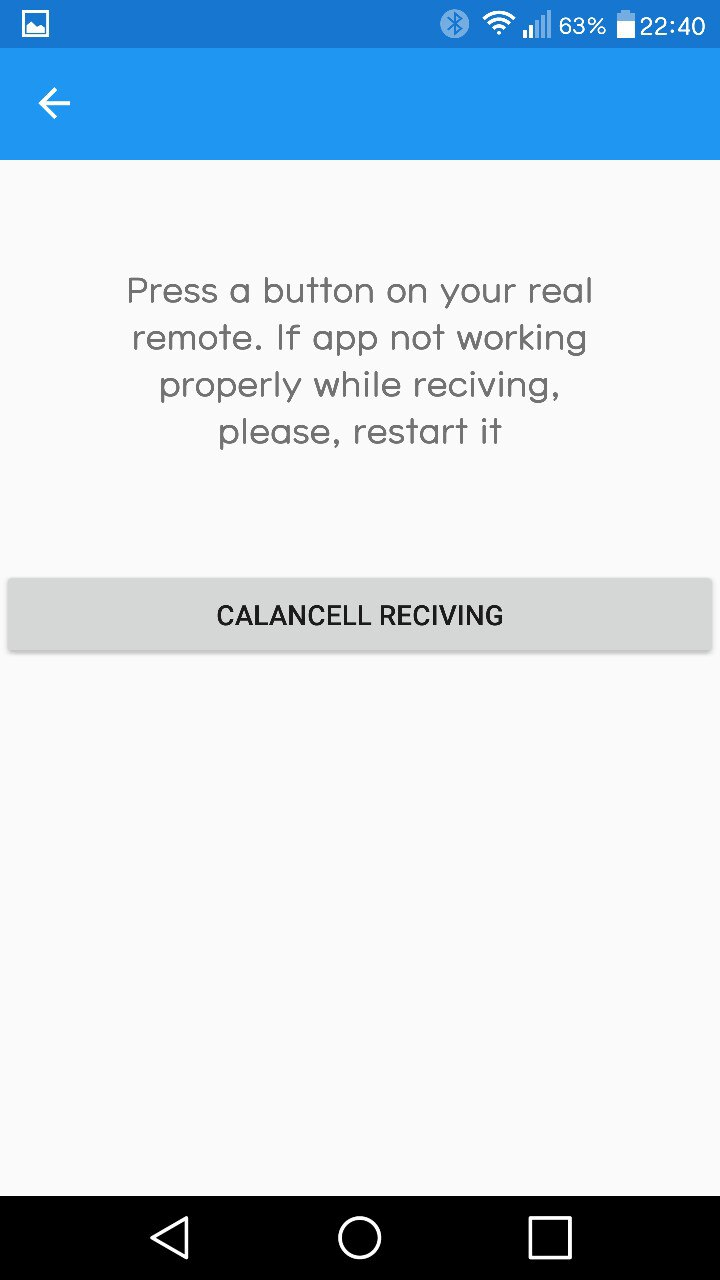 63% 22:40
Press a button on your real
remote. If app not working
properly while reciving,
please, restart it
CALANCELL RECIVING